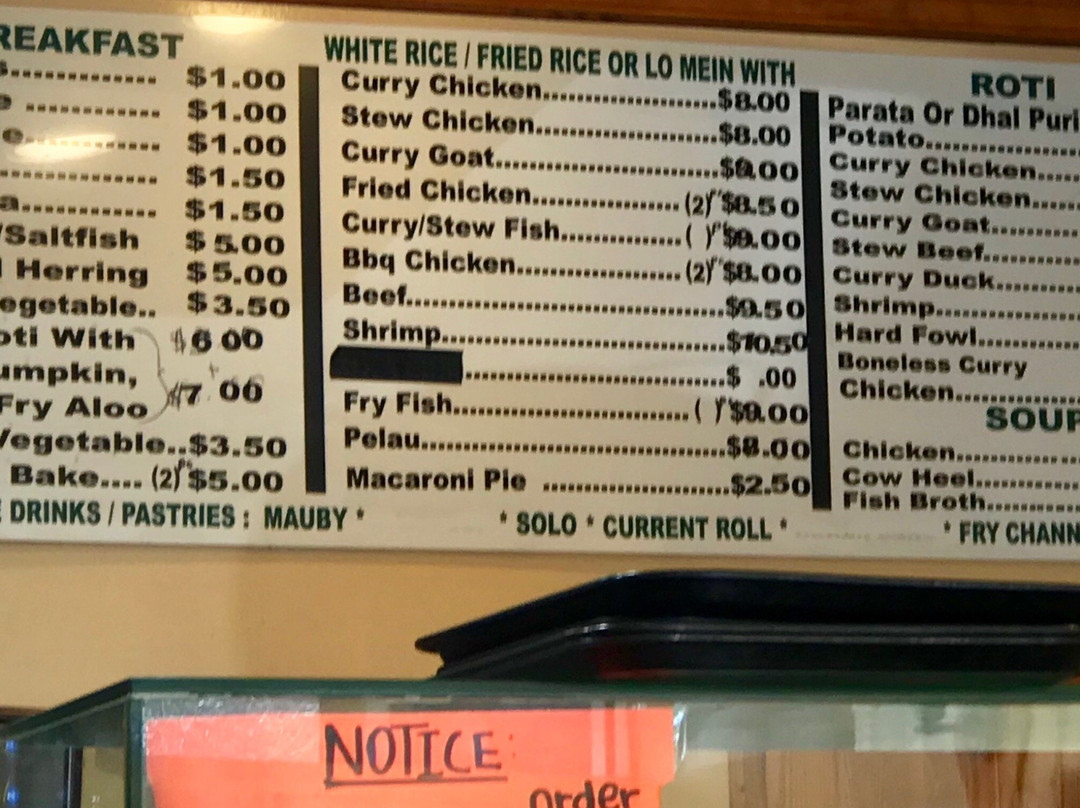 REAKFAST
s............. $1.00
e ............ $1.00
e............. $1.00
.............. $1.50
a............ $1.50
/Saltfish $5.00
Herring $5.00
egetable.. $3.50
oti With $6 00
umpkin, $7 00
Fry Aloo
Vegetable..$3.50
Bake.... (2) $5.00
WHITE RICE / FRIED RICE OR LO MEIN WITH
Curry Chicken........................$8.00
Stew Chicken.........................$8.00
Curry Goat..............................$9.00
Fried Chicken.................... (2) $8.50
Curry/Stew Fish................( ) $9.00
Bbq Chicken...................... (2) $8.00
Beef............................................$9.50
Shrimp.......................................$10.50
....................................$ .00
Fry Fish................................ ( ) $9.00
Pelau..........................................$8.00
Macaroni Pie .........................$2.50
ROTI
Parata Or Dhal Puri
Potato...................
Curry Chicken.....
Stew Chicken.......
Curry Goat............
Stew Beef.............
Curry Duck...........
Shrimp..................
Hard Fowl.............
Boneless Curry
Chicken................
SOUP
Chicken................
Cow Heel..............
Fish Broth............
DRINKS / PASTRIES : MAUBY * * SOLO * CURRENT ROLL * * FRY CHANN
NOTICE:
order